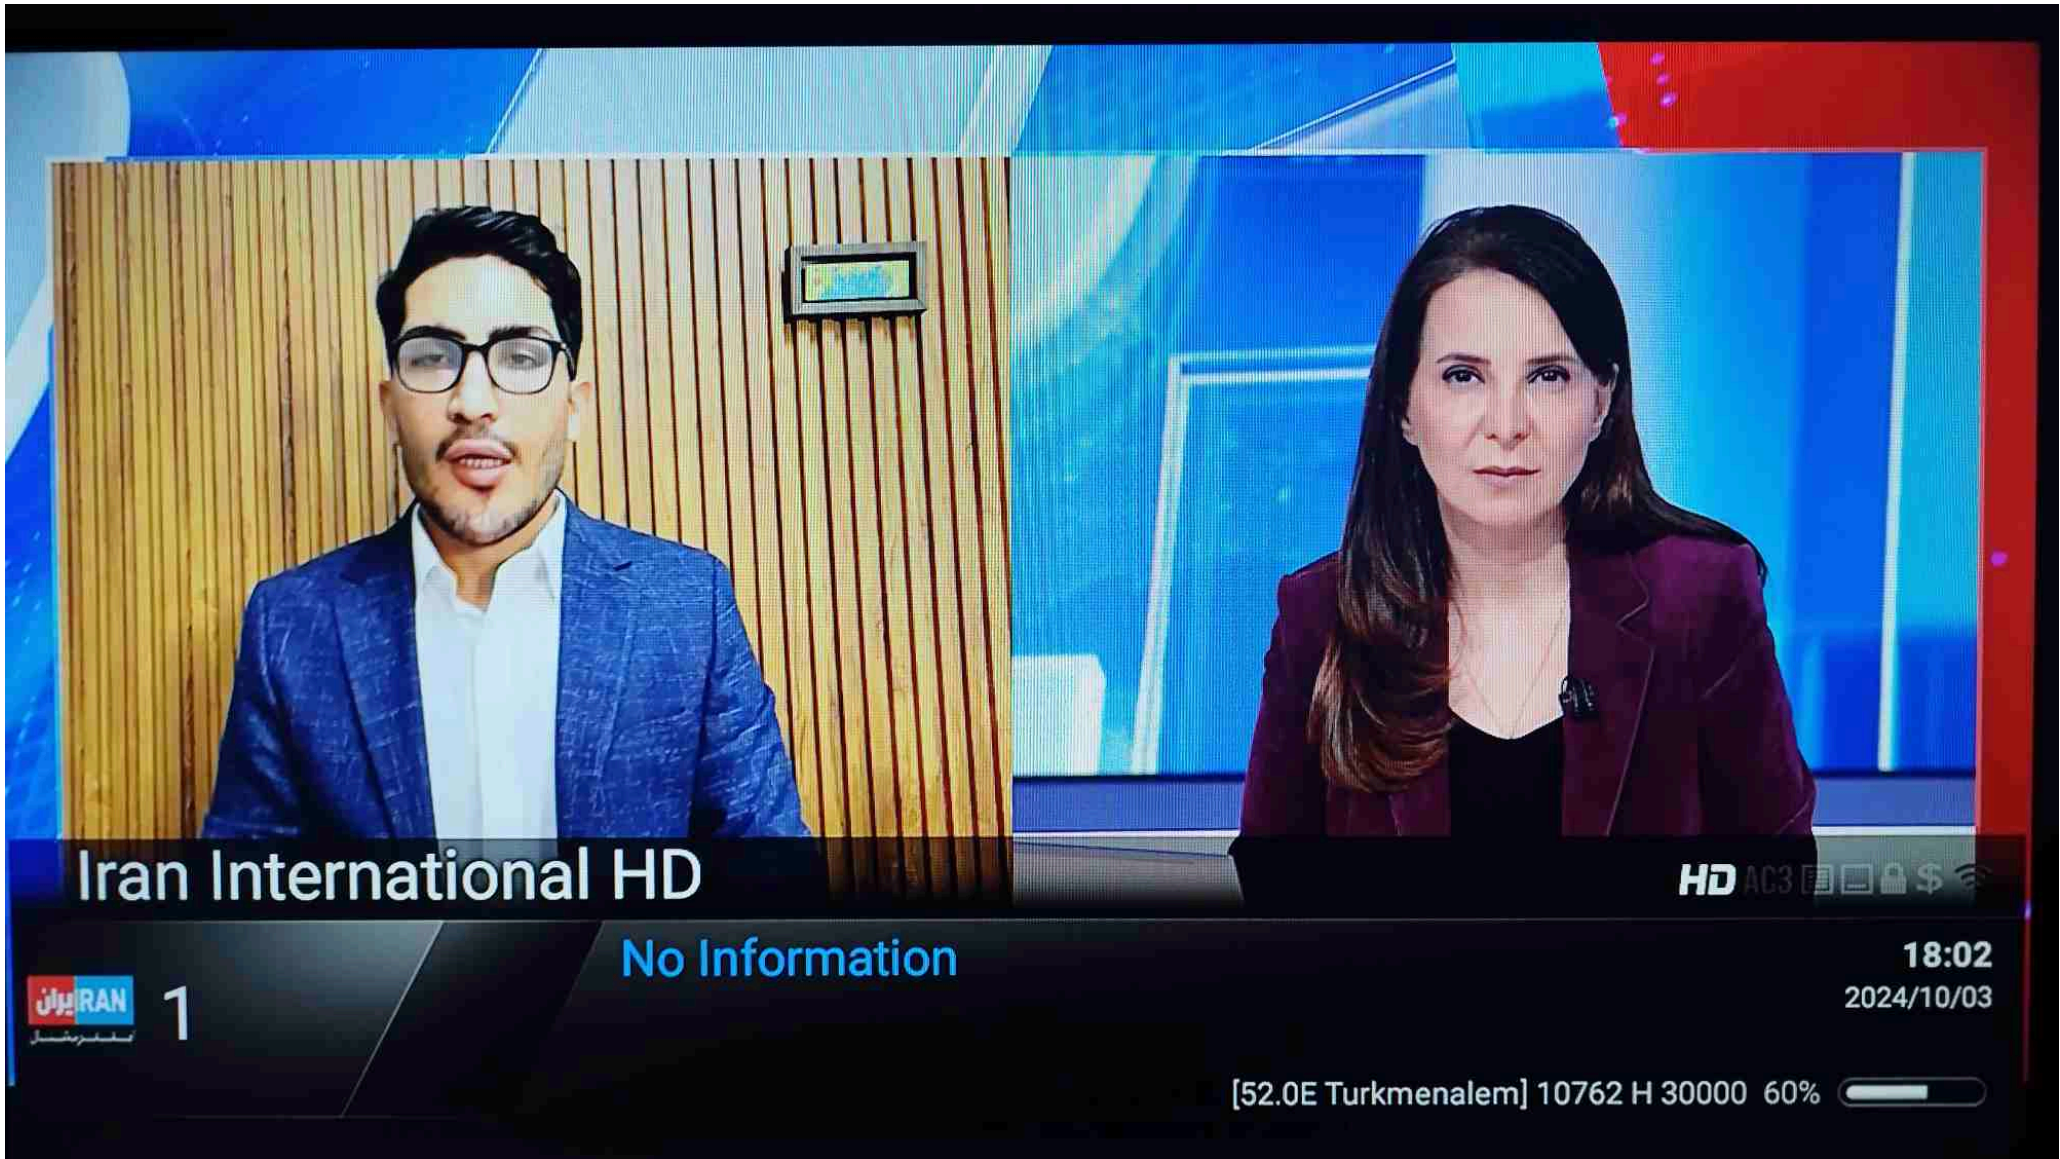 Iran International HD
HD AC3 $
ایران IRAN
اینترنشنال
1
No Information
18:02
2024/10/03
[52.0E Turkmenalem] 10762 H 30000 60%